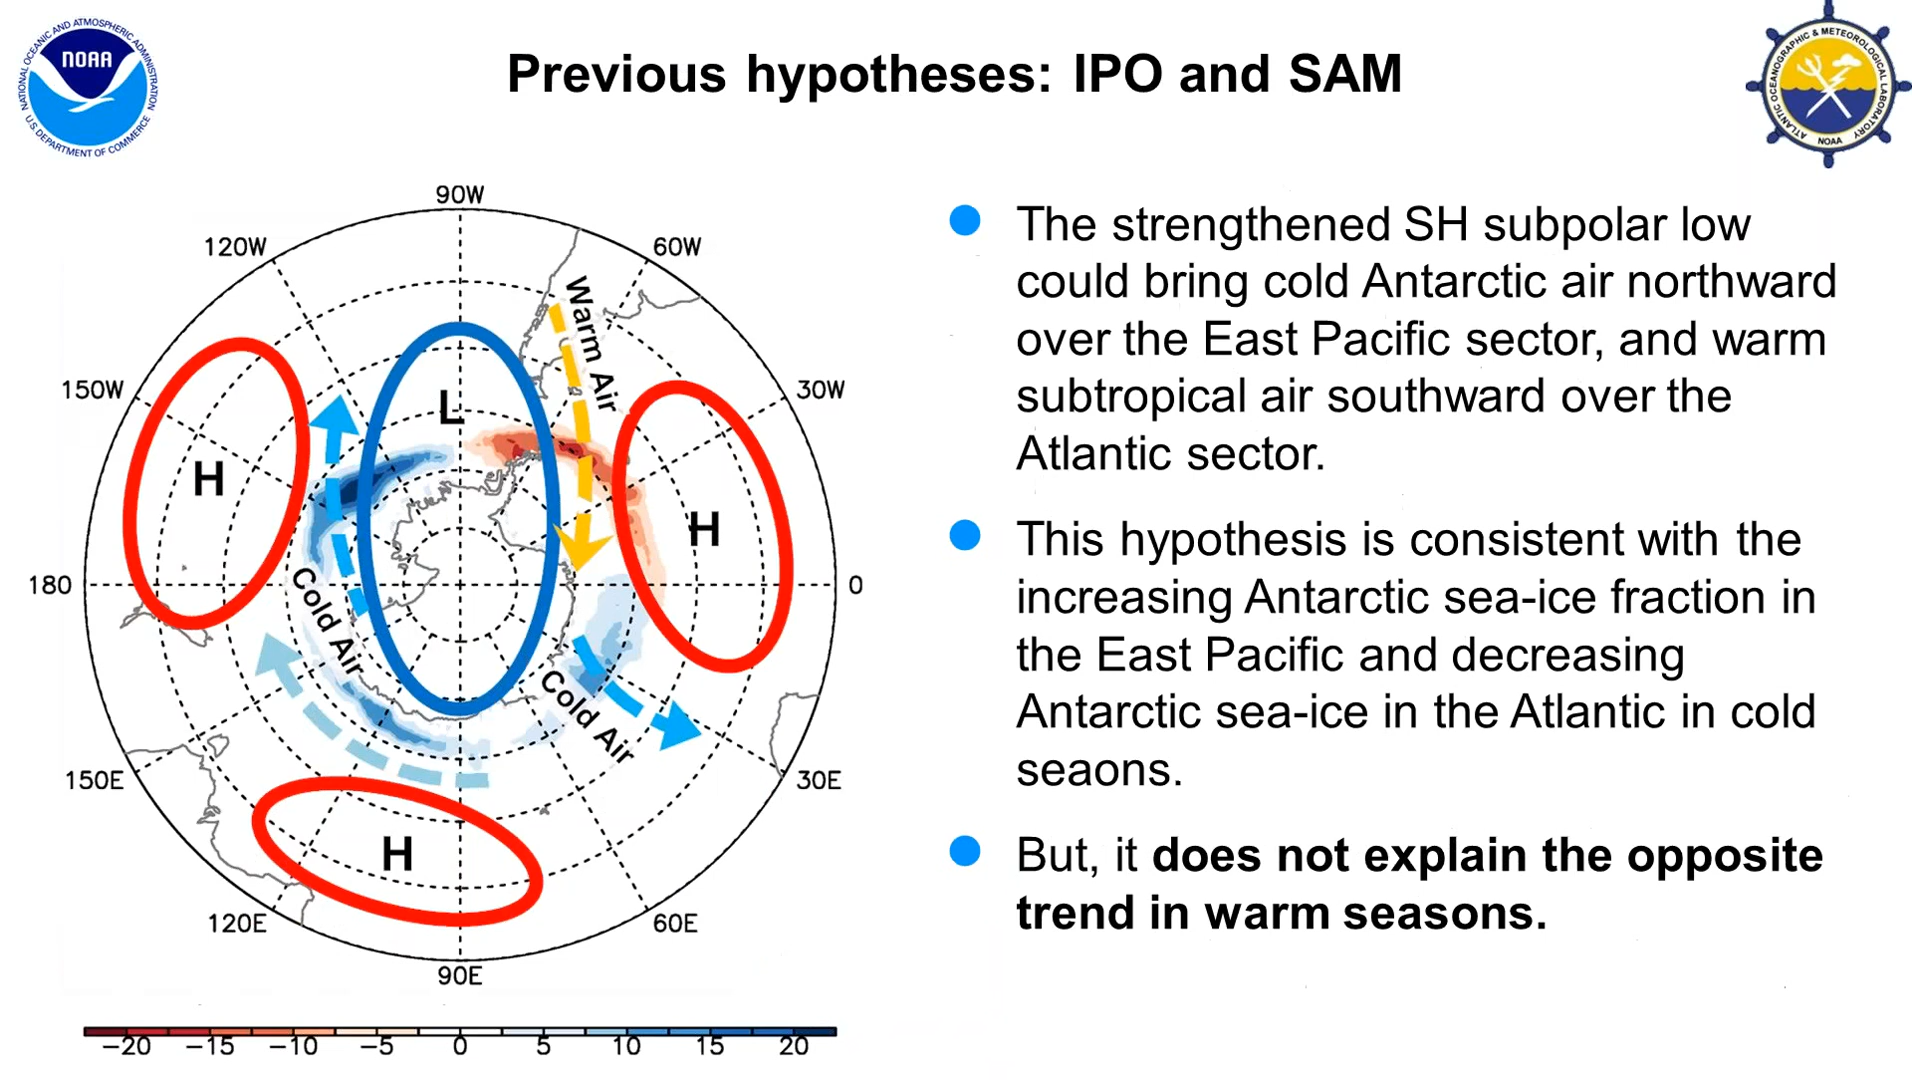 Previous hypotheses: IPO and SAM
NATIONAL OCEANIC AND ATMOSPHERIC ADMINISTRATION
NOAA
U.S. DEPARTMENT OF COMMERCE
ATLANTIC OCEANOGRAPHIC & METEOROLOGICAL LABORATORY
NOAA
90W
120W
60W
150W
30W
180
0
150E
30E
120E
60E
90E
Warm Air
L
H
H
H
Cold Air
Cold Air
−20 −15 −10 −5 0 5 10 15 20
The strengthened SH subpolar low
could bring cold Antarctic air northward
over the East Pacific sector, and warm
subtropical air southward over the
Atlantic sector.
This hypothesis is consistent with the
increasing Antarctic sea-ice fraction in
the East Pacific and decreasing
Antarctic sea-ice in the Atlantic in cold
seaons.
But, it does not explain the opposite
trend in warm seasons.